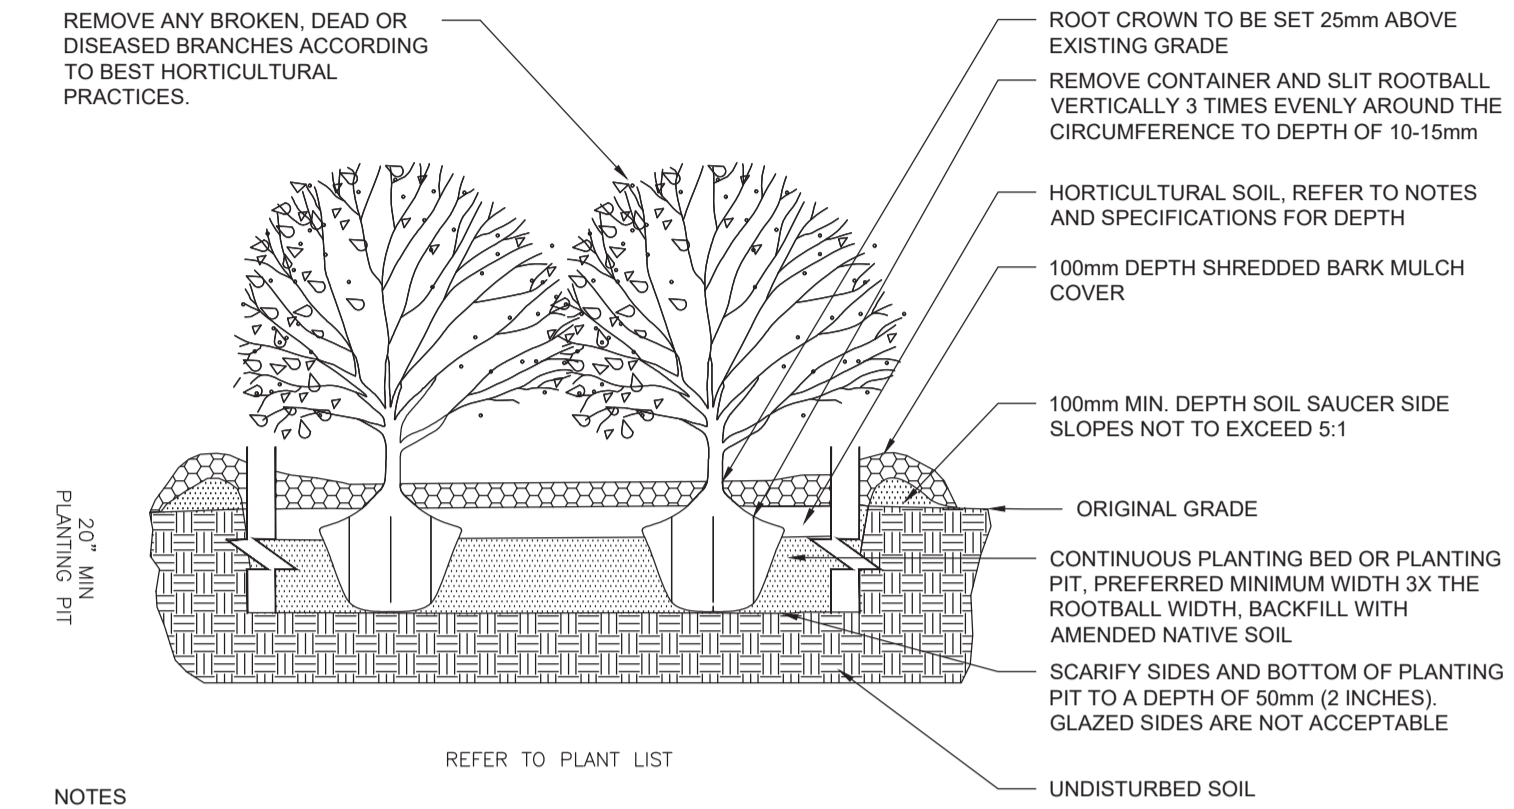 REMOVE ANY BROKEN, DEAD OR
DISEASED BRANCHES ACCORDING
TO BEST HORTICULTURAL
PRACTICES.
ROOT CROWN TO BE SET 25mm ABOVE
EXISTING GRADE
REMOVE CONTAINER AND SLIT ROOTBALL
VERTICALLY 3 TIMES EVENLY AROUND THE
CIRCUMFERENCE TO DEPTH OF 10-15mm
HORTICULTURAL SOIL, REFER TO NOTES
AND SPECIFICATIONS FOR DEPTH
100mm DEPTH SHREDDED BARK MULCH
COVER
100mm MIN. DEPTH SOIL SAUCER SIDE
SLOPES NOT TO EXCEED 5:1
ORIGINAL GRADE
CONTINUOUS PLANTING BED OR PLANTING
PIT, PREFERRED MINIMUM WIDTH 3X THE
ROOTBALL WIDTH, BACKFILL WITH
AMENDED NATIVE SOIL
SCARIFY SIDES AND BOTTOM OF PLANTING
PIT TO A DEPTH OF 50mm (2 INCHES).
GLAZED SIDES ARE NOT ACCEPTABLE
UNDISTURBED SOIL
20" MIN
PLANTING PIT
REFER TO PLANT LIST
NOTES